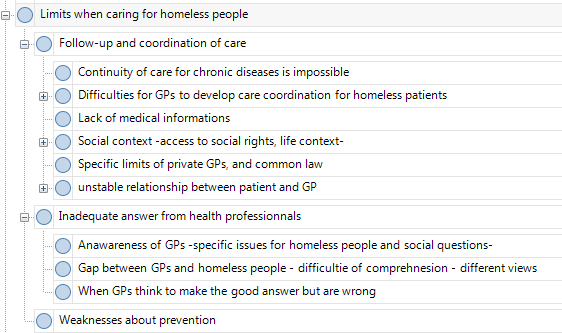 Limits when caring for homeless people
Follow-up and coordination of care
Continuity of care for chronic diseases is impossible
Difficulties for GPs to develop care coordination for homeless patients
Lack of medical informations
Social context -access to social rights, life context-
Specific limits of private GPs, and common law
unstable relationship between patient and GP
Inadequate answer from health professionnals
Anawareness of GPs -specific issues for homeless people and social questions-
Gap between GPs and homeless people - difficultie of comprehnesion - different views
When GPs think to make the good answer but are wrong
Weaknesses about prevention